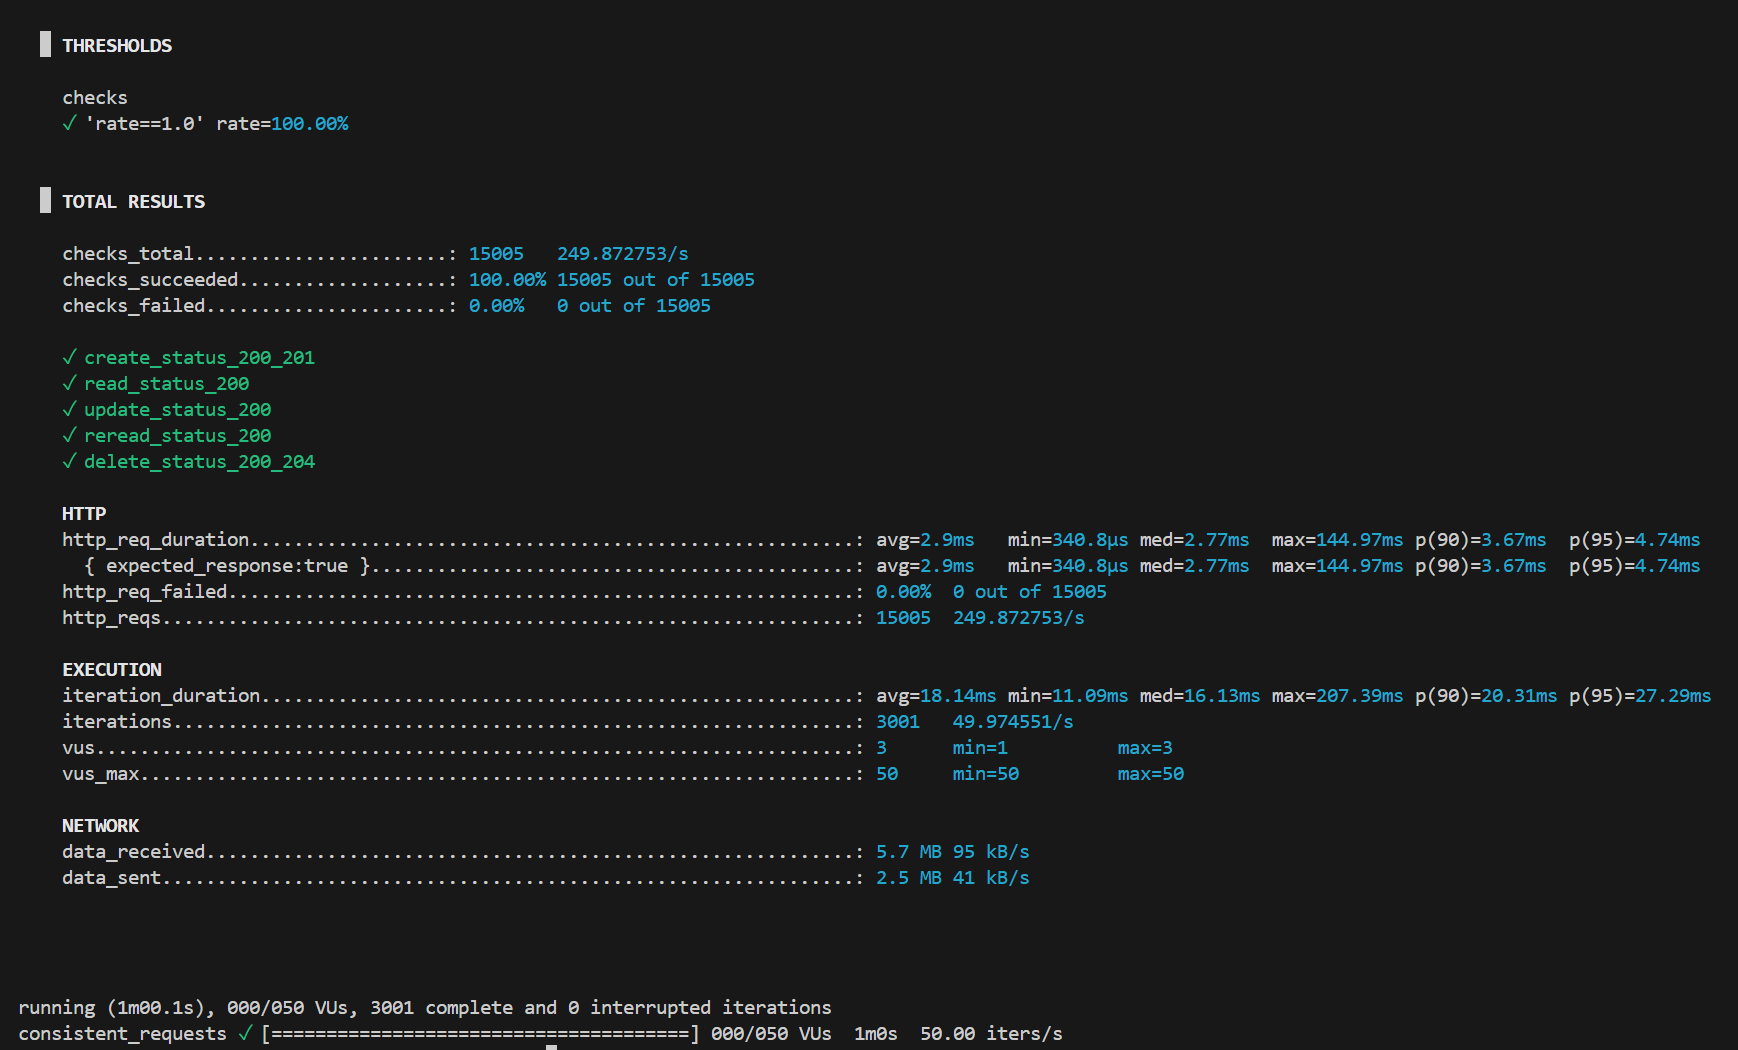 THRESHOLDS
checks
✓ 'rate==1.0' rate=100.00%
TOTAL RESULTS
checks_total.......................: 15005   249.872753/s
checks_succeeded...................: 100.00% 15005 out of 15005
checks_failed......................: 0.00%   0 out of 15005
✓ create_status_200_201
✓ read_status_200
✓ update_status_200
✓ reread_status_200
✓ delete_status_200_204
HTTP
http_req_duration.......................................................: avg=2.9ms   min=340.8µs med=2.77ms  max=144.97ms p(90)=3.67ms  p(95)=4.74ms
{ expected_response:true }............................................: avg=2.9ms   min=340.8µs med=2.77ms  max=144.97ms p(90)=3.67ms  p(95)=4.74ms
http_req_failed.........................................................: 0.00%  0 out of 15005
http_reqs...............................................................: 15005  249.872753/s
EXECUTION
iteration_duration......................................................: avg=18.14ms min=11.09ms med=16.13ms max=207.39ms p(90)=20.31ms p(95)=27.29ms
iterations..............................................................: 3001   49.974551/s
vus.....................................................................: 3      min=1          max=3
vus_max.................................................................: 50     min=50         max=50
NETWORK
data_received...........................................................: 5.7 MB 95 kB/s
data_sent...............................................................: 2.5 MB 41 kB/s
running (1m00.1s), 000/050 VUs, 3001 complete and 0 interrupted iterations
consistent_requests ✓ [======================================] 000/050 VUs  1m0s  50.00 iters/s